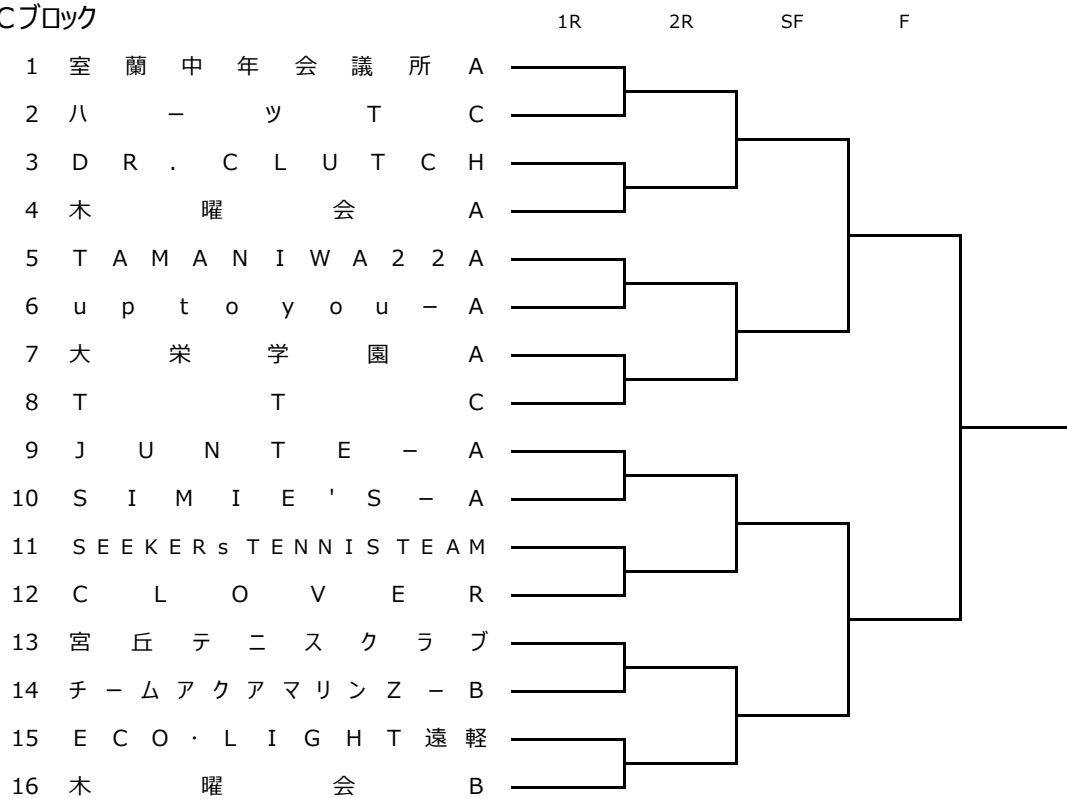 Cブロック
1R 2R SF F
1 室蘭中年会議所A
2 ハーツTC
3 DR.CLUTCH
4 木曜会A
5 TAMANIWA22A
6 uptoyou－A
7 大栄学園A
8 TTC
9 JUNTE－A
10 SIMIE'S－A
11 SEEKERs TENNIS TEAM
12 CLOVER
13 宮丘テニスクラブ
14 チームアクアマリンZ－B
15 ECO・LIGHT遠軽
16 木曜会B